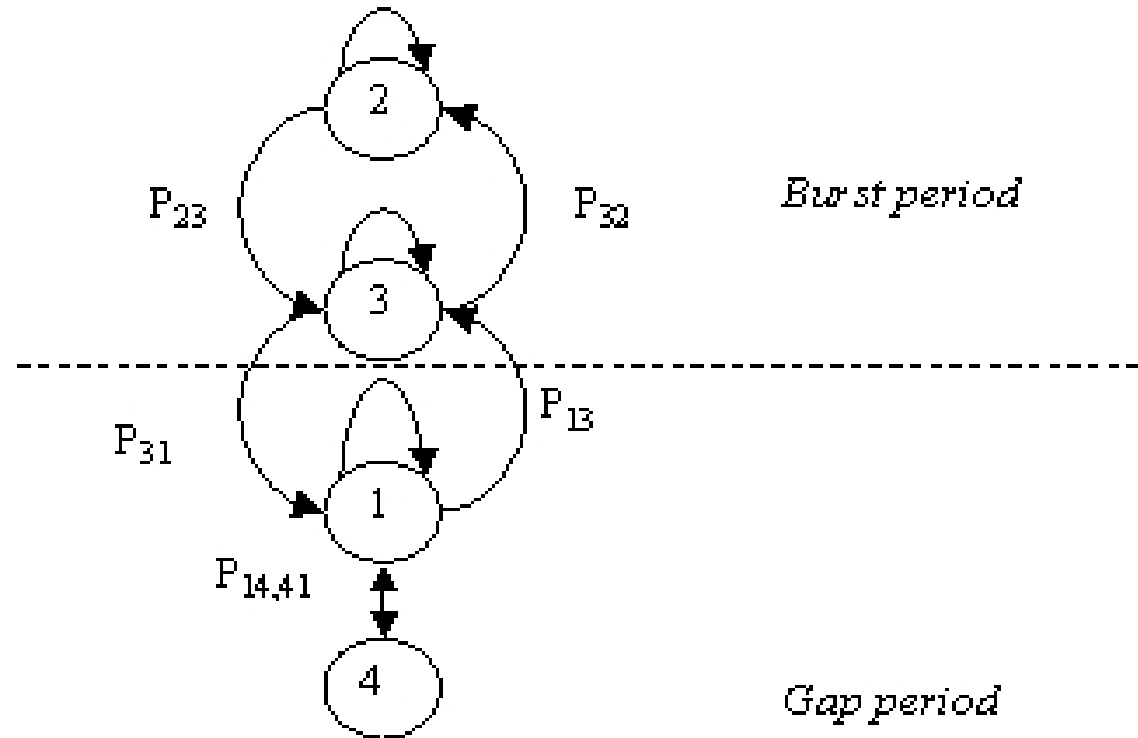 2
P23
P32
Burst period
3
P13
P31
1
P14,41
4
Gap period